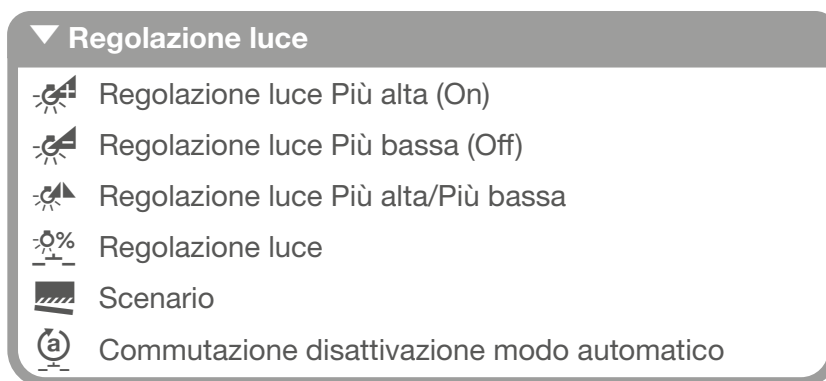 Regolazione luce
Regolazione luce Più alta (On)
Regolazione luce Più bassa (Off)
Regolazione luce Più alta/Più bassa
% Regolazione luce
Scenario
a Commutazione disattivazione modo automatico